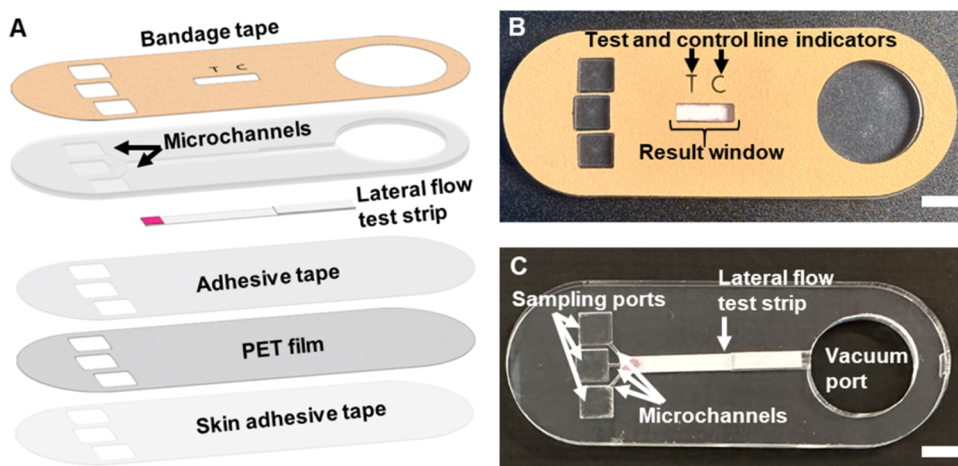 A
Bandage tape
T C
Microchannels
Lateral flow
test strip
Adhesive tape
PET film
Skin adhesive tape
B
Test and control line indicators
T C
Result window
C
Lateral flow
test strip
Sampling ports
Vacuum
port
Microchannels